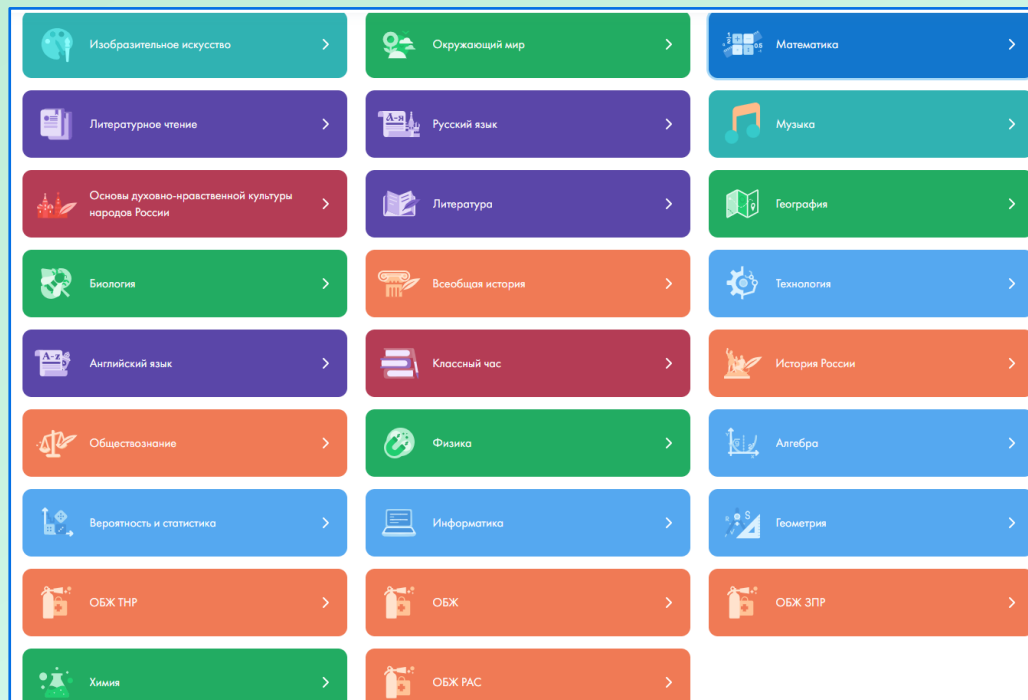 Изобразительное искусство
Окружающий мир
Математика
Литературное чтение
А-я
Русский язык
Музыка
Основы духовно-нравственной культуры
народов России
Литература
География
Биология
Всеобщая история
Технология
A-z
Английский язык
Классный час
История России
Обществознание
Физика
Алгебра
Вероятность и статистика
Информатика
S
Геометрия
ОБЖ ТНР
ОБЖ
ОБЖ ЗПР
Химия
ОБЖ РАС